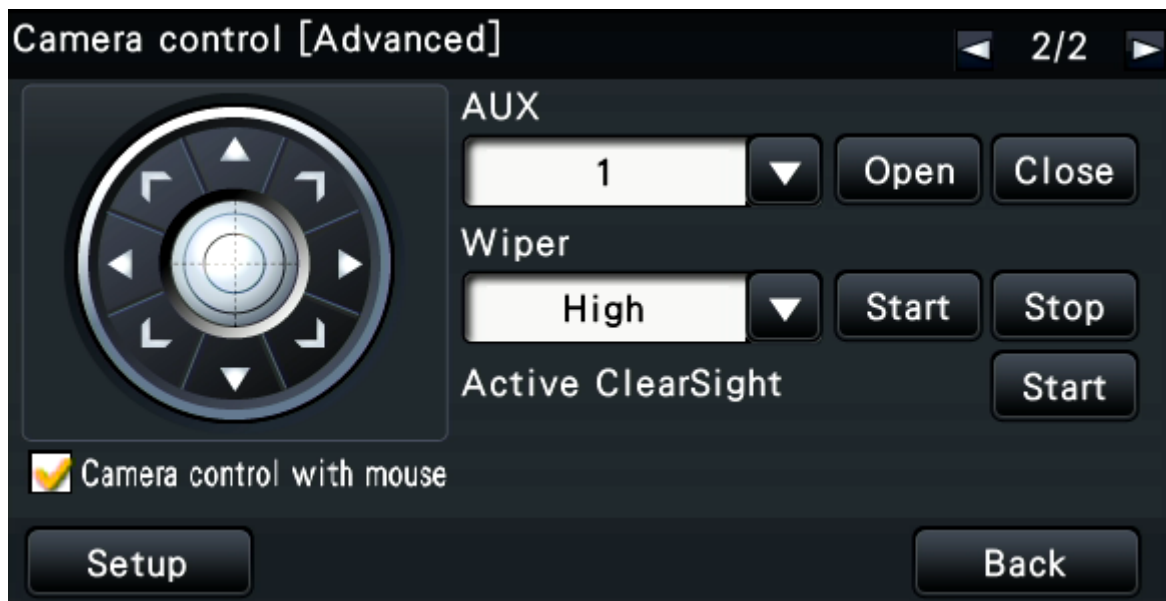 Camera control [Advanced] 2/2
AUX
1 Open Close
Wiper
High Start Stop
Active ClearSight Start
Camera control with mouse
Setup Back